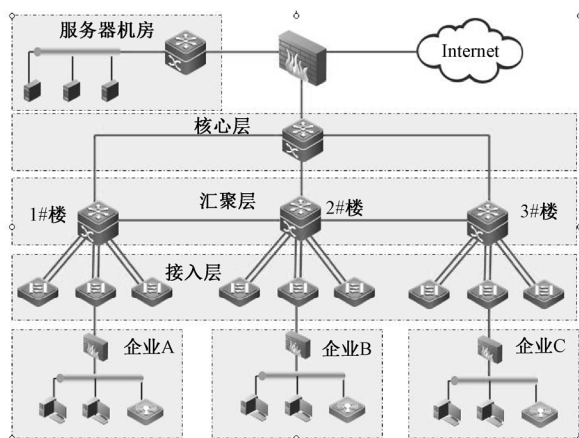 服务器机房
Internet
核心层
1#楼
汇聚层
2#楼
3#楼
接入层
企业A
企业B
企业C